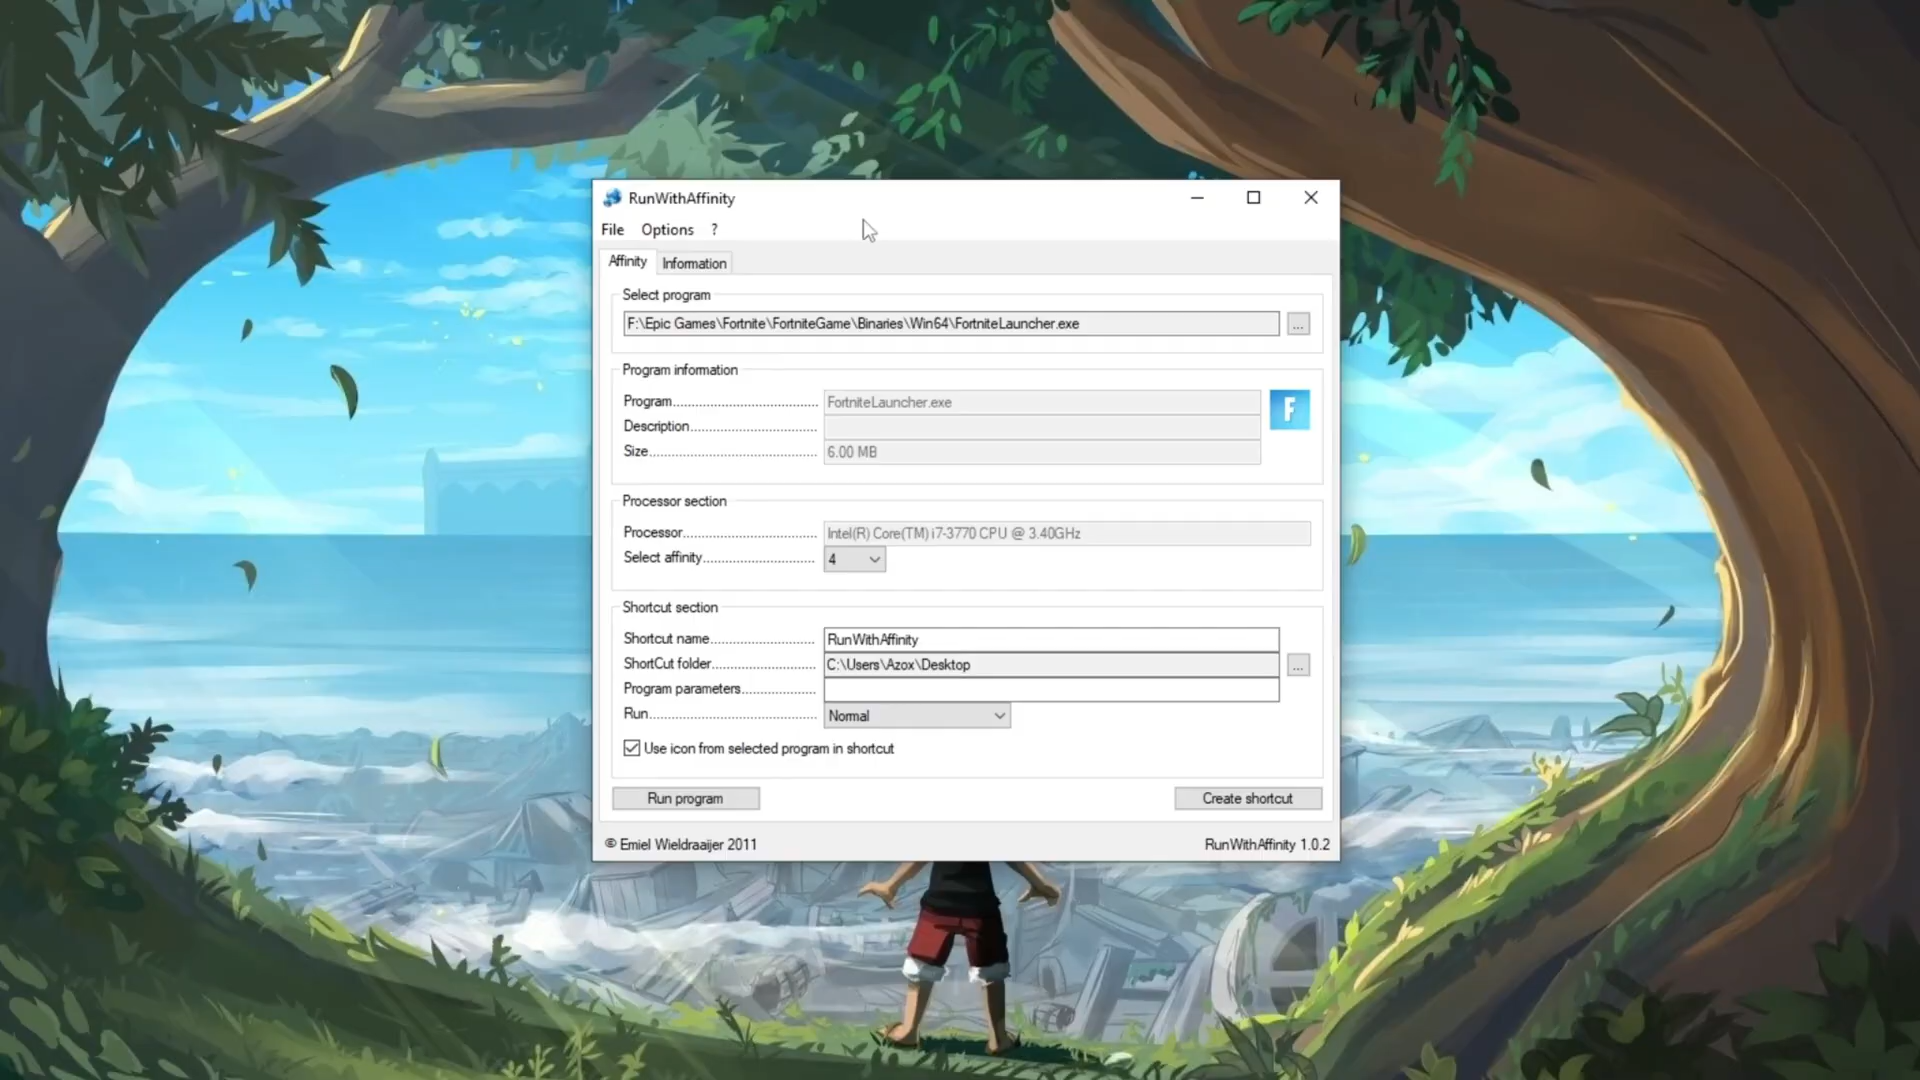 RunWithAffinity
File Options ?
Affinity Information
Select program
F:\Epic Games\Fortnite\FortniteGame\Binaries\Win64\FortniteLauncher.exe ...
Program information
Program FortniteLauncher.exe
F
Description
Size 6.00 MB
Processor section
Processor Intel(R) Core(TM) i7-3770 CPU @ 3.40GHz
Select affinity 4
Shortcut section
Shortcut name RunWithAffinity
ShortCut folder C:\Users\Azox\Desktop ...
Program parameters
Run Normal
Use icon from selected program in shortcut
Run program Create shortcut
© Emiel Wieldraaijer 2011 RunWithAffinity 1.0.2